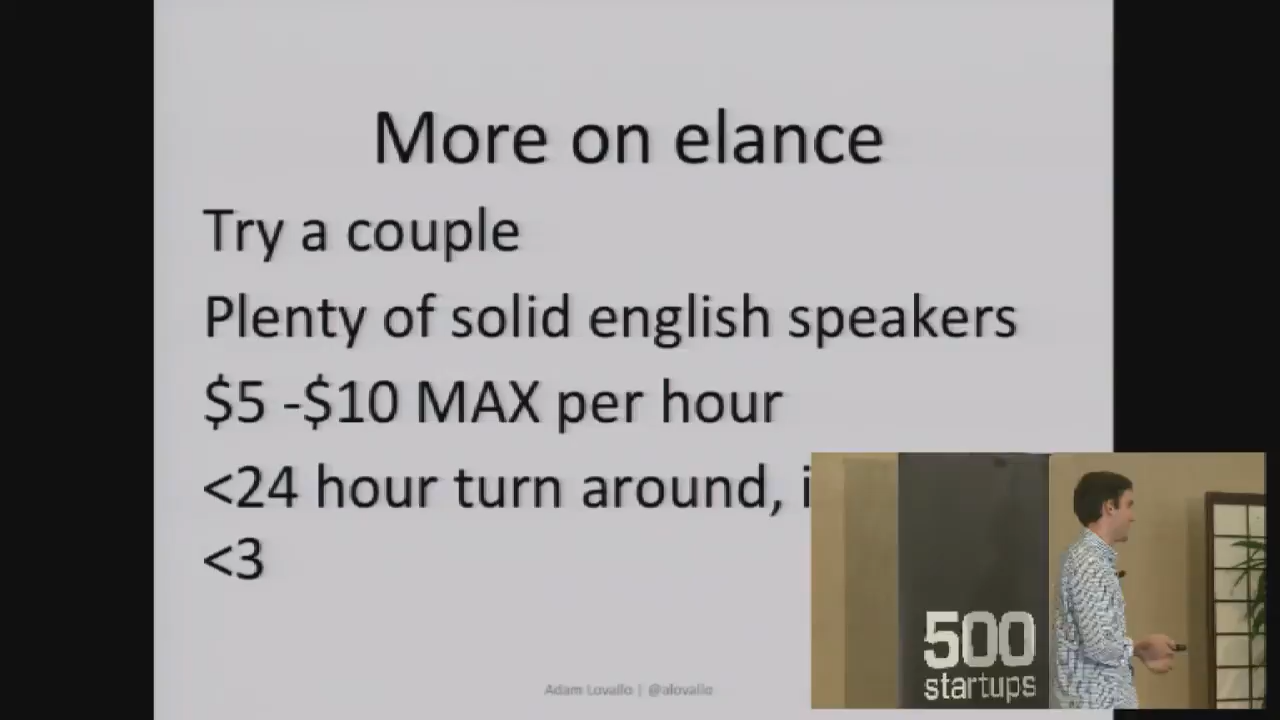 More on elance
Try a couple
Plenty of solid english speakers
$5 -$10 MAX per hour
<24 hour turn around,
<3
Adam Lovallo | @alovallo
500
startups